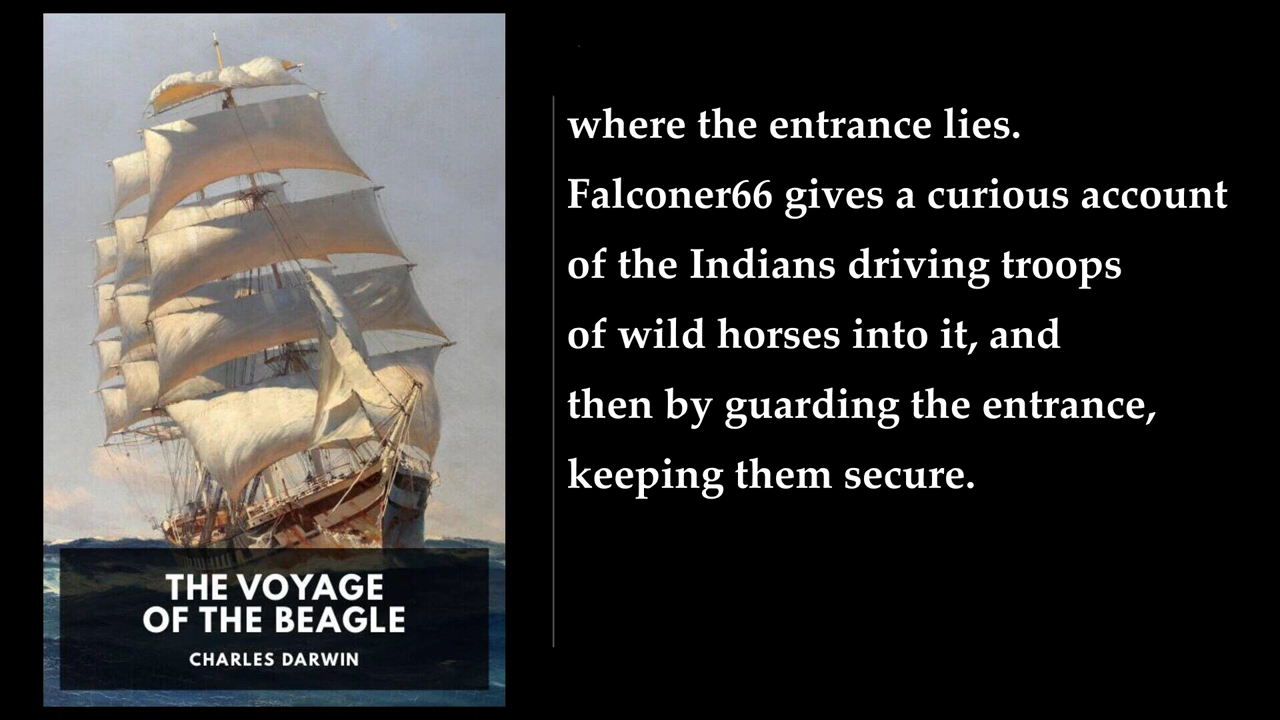 where the entrance lies.
Falconer66 gives a curious account
of the Indians driving troops
of wild horses into it, and
then by guarding the entrance,
keeping them secure.
THE VOYAGE
OF THE BEAGLE
CHARLES DARWIN